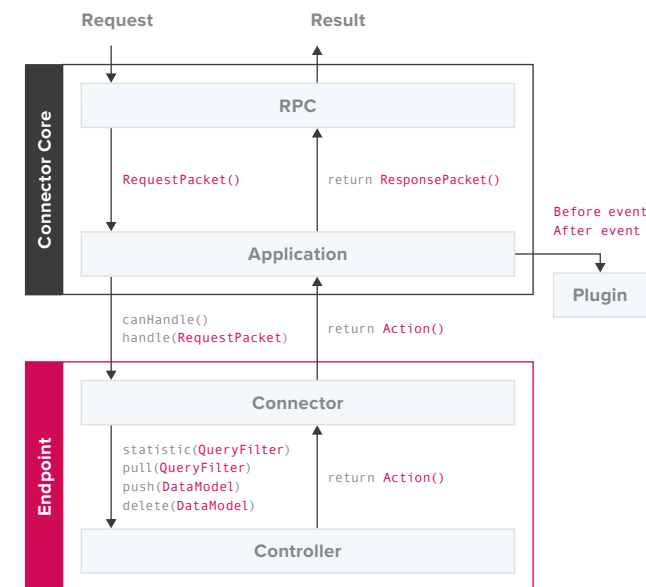 Request
Result
Connector Core
RPC
RequestPacket()
return ResponsePacket()
Before event
After event
Application
Plugin
canHandle()
handle(RequestPacket)
return Action()
Endpoint
Connector
statistic(QueryFilter)
pull(QueryFilter)
push(DataModel)
delete(DataModel)
return Action()
Controller